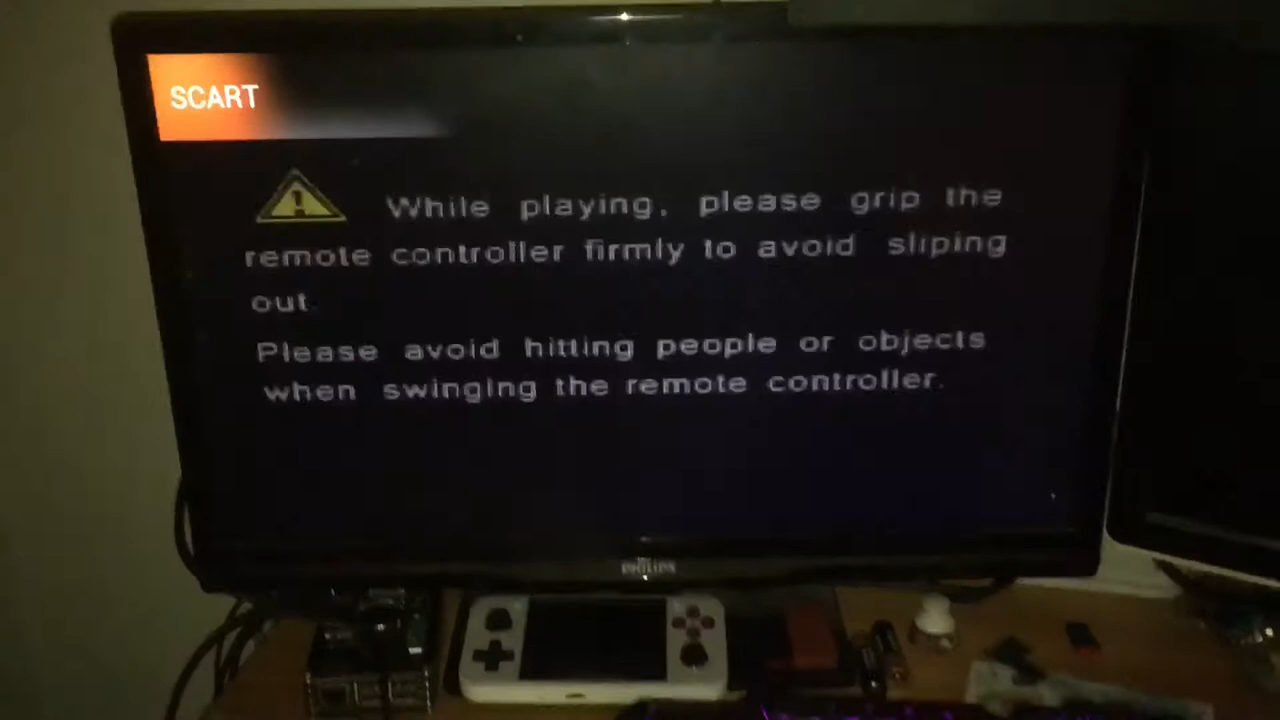 SCART
While playing, please grip the
remote controller firmly to avoid sliping
out.
Please avoid hitting people or objects
when swinging the remote controller.
PHILIPS